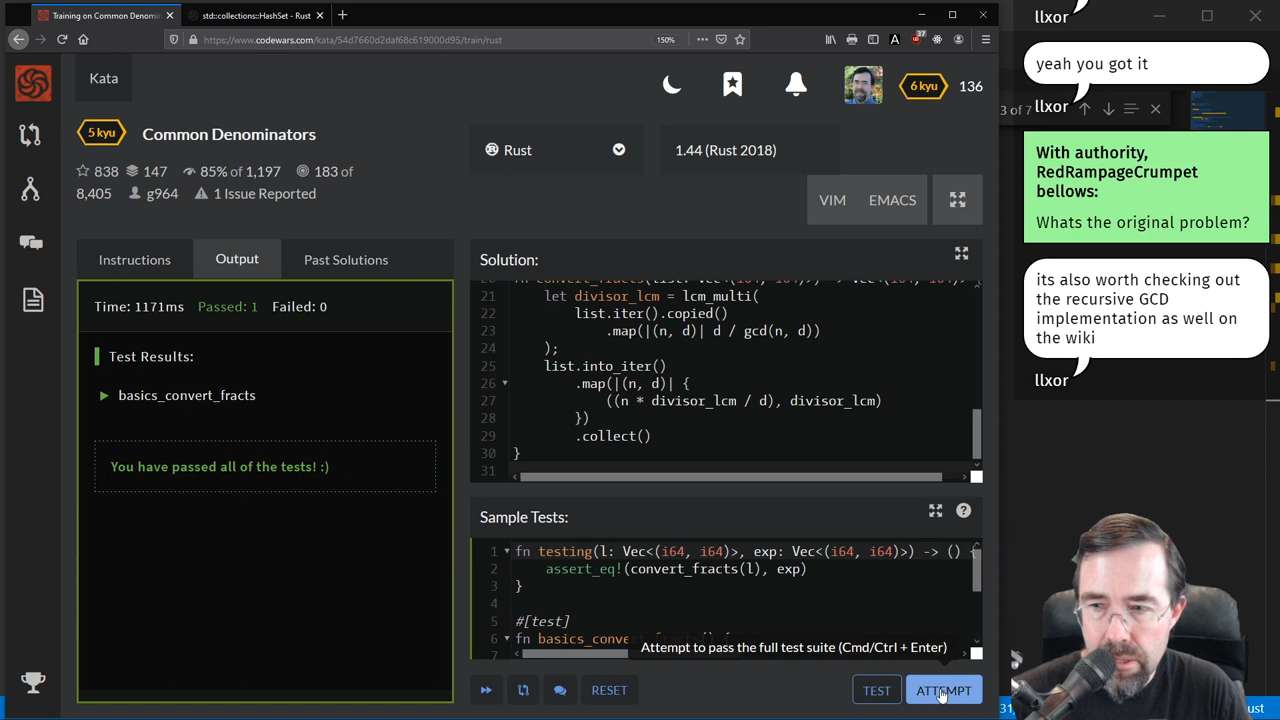 Training on Common Denomin
std::collections::HashSet - Rust
https://www.codewars.com/kata/54d7660d2daf68c619000d95/train/rust
150%
37
Kata
6 kyu
136
5 kyu
Common Denominators
838
147
85% of 1,197
183 of
8,405
g964
1 Issue Reported
Rust
1.44 (Rust 2018)
VIM
EMACS
Instructions
Output
Past Solutions
Time: 1171ms
Passed: 1
Failed: 0
Test Results:
basics_convert_fracts
You have passed all of the tests! :)
Solution:
21 let divisor_lcm = lcm_multi(
22 list.iter().copied()
23 .map(|(n, d)| d / gcd(n, d))
24 );
25 list.into_iter()
26 .map(|(n, d)| {
27 ((n * divisor_lcm / d), divisor_lcm)
28 })
29 .collect()
30 }
31
Sample Tests:
1 fn testing(l: Vec<(i64, i64)>, exp: Vec<(i64, i64)>) -> () {
2 assert_eq!(convert_fracts(l), exp)
3 }
4
5 #[test]
6 fn basics_conve
7
Attempt to pass the full test suite (Cmd/Ctrl + Enter)
RESET
TEST
ATTEMPT
llxor
yeah you got it
llxor
3 of 7
With authority,
RedRampageCrumpet
bellows:
Whats the original problem?
its also worth checking out
the recursive GCD
implementation as well on
the wiki
llxor